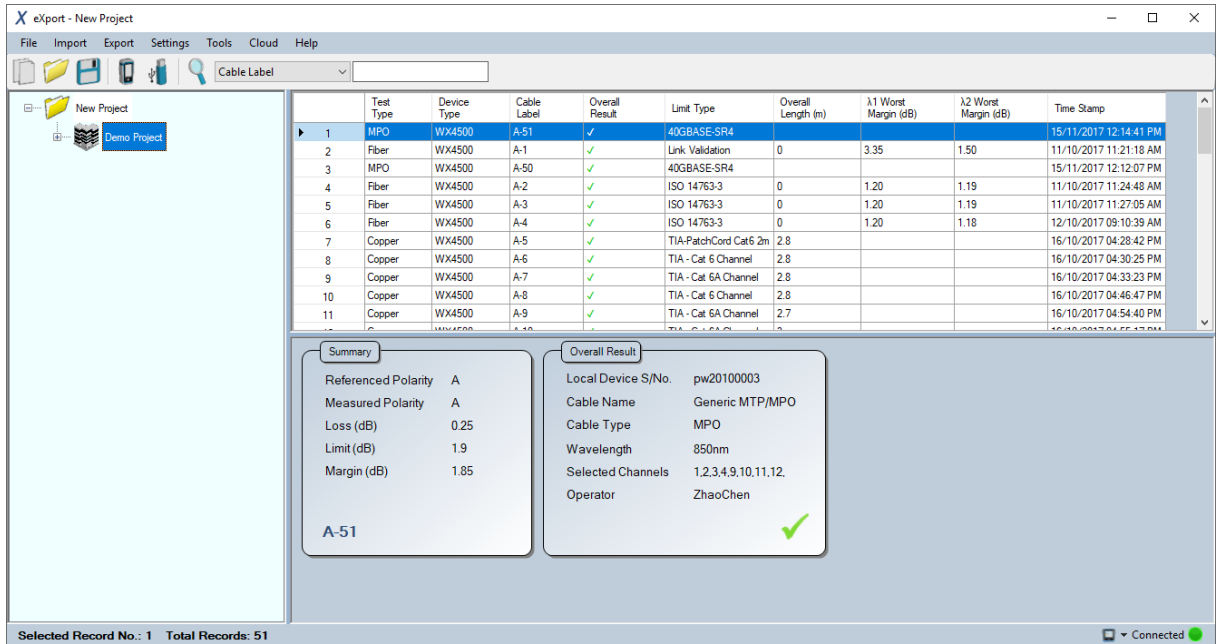 X eXport - New Project
File Import Export Settings Tools Cloud Help
Cable Label
New Project
Demo Project
Test Type Device Type Cable Label Overall Result Limit Type Overall Length (m) λ1 Worst Margin (dB) λ2 Worst Margin (dB) Time Stamp
1 MPO WX4500 A-51 ✓ 40GBASE-SR4 15/11/2017 12:14:41 PM
2 Fiber WX4500 A-1 ✓ Link Validation 0 3.35 1.50 11/10/2017 11:21:18 AM
3 MPO WX4500 A-50 ✓ 40GBASE-SR4 15/11/2017 12:12:07 PM
4 Fiber WX4500 A-2 ✓ ISO 14763-3 0 1.20 1.19 11/10/2017 11:24:48 AM
5 Fiber WX4500 A-3 ✓ ISO 14763-3 0 1.20 1.19 11/10/2017 11:27:05 AM
6 Fiber WX4500 A-4 ✓ ISO 14763-3 0 1.20 1.18 12/10/2017 09:10:39 AM
7 Copper WX4500 A-5 ✓ TIA-PatchCord Cat6 2m 2.8 16/10/2017 04:28:42 PM
8 Copper WX4500 A-6 ✓ TIA - Cat 6 Channel 2.8 16/10/2017 04:30:25 PM
9 Copper WX4500 A-7 ✓ TIA - Cat 6A Channel 2.8 16/10/2017 04:33:23 PM
10 Copper WX4500 A-8 ✓ TIA - Cat 6 Channel 2.8 16/10/2017 04:46:47 PM
11 Copper WX4500 A-9 ✓ TIA - Cat 6A Channel 2.7 16/10/2017 04:54:40 PM
Summary
Referenced Polarity A
Measured Polarity A
Loss (dB) 0.25
Limit (dB) 1.9
Margin (dB) 1.85
A-51
Overall Result
Local Device S/No. pw20100003
Cable Name Generic MTP/MPO
Cable Type MPO
Wavelength 850nm
Selected Channels 1,2,3,4,9,10,11,12,
Operator ZhaoChen
Selected Record No.: 1 Total Records: 51
Connected